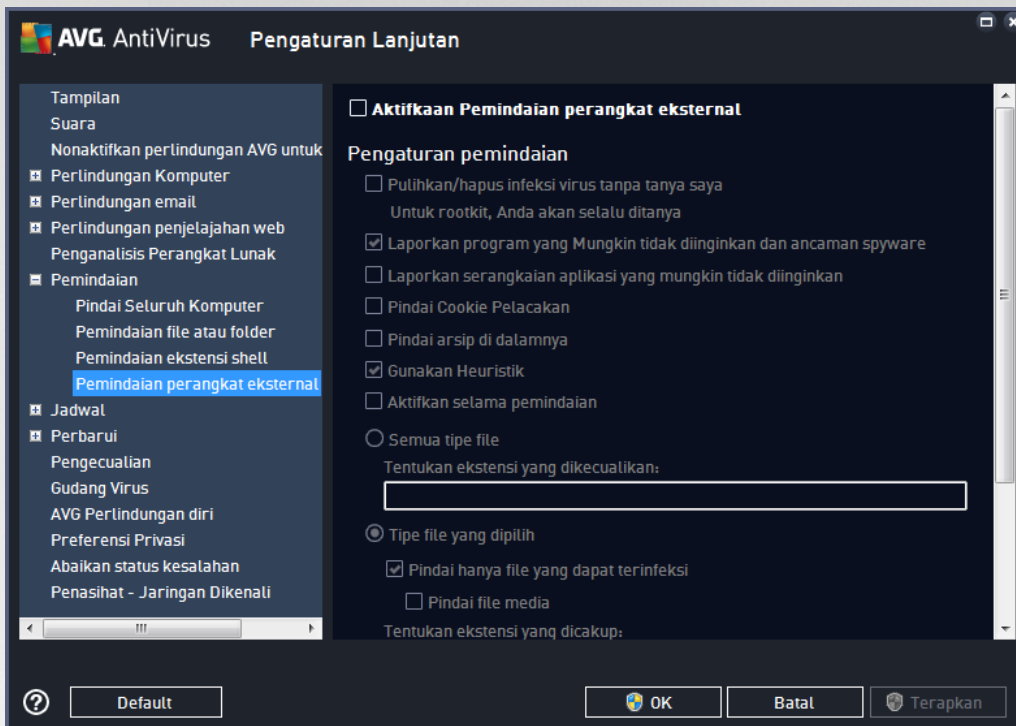 AVG. AntiVirus
Pengaturan Lanjutan
Tampilan
Suara
Nonaktifkan perlindungan AVG untuk
Perlindungan Komputer
Perlindungan email
Perlindungan penjelajahan web
Penganalisis Perangkat Lunak
Pemindaian
Pindai Seluruh Komputer
Pemindaian file atau folder
Pemindaian ekstensi shell
Pemindaian perangkat eksternal
Jadwal
Perbarui
Pengecualian
Gudang Virus
AVG Perlindungan diri
Preferensi Privasi
Abaikan status kesalahan
Penasihat - Jaringan Dikenali
Aktifkaan Pemindaian perangkat eksternal
Pengaturan pemindaian
Pulihkan/hapus infeksi virus tanpa tanya saya
Untuk rootkit, Anda akan selalu ditanya
Laporkan program yang Mungkin tidak diinginkan dan ancaman spyware
Laporkan serangkaian aplikasi yang mungkin tidak diinginkan
Pindai Cookie Pelacakan
Pindai arsip di dalamnya
Gunakan Heuristik
Aktifkan selama pemindaian
Semua tipe file
Tentukan ekstensi yang dikecualikan:
Tipe file yang dipilih
Pindai hanya file yang dapat terinfeksi
Pindai file media
Tentukan ekstensi yang dicakup:
?
Default
OK
Batal
Terapkan